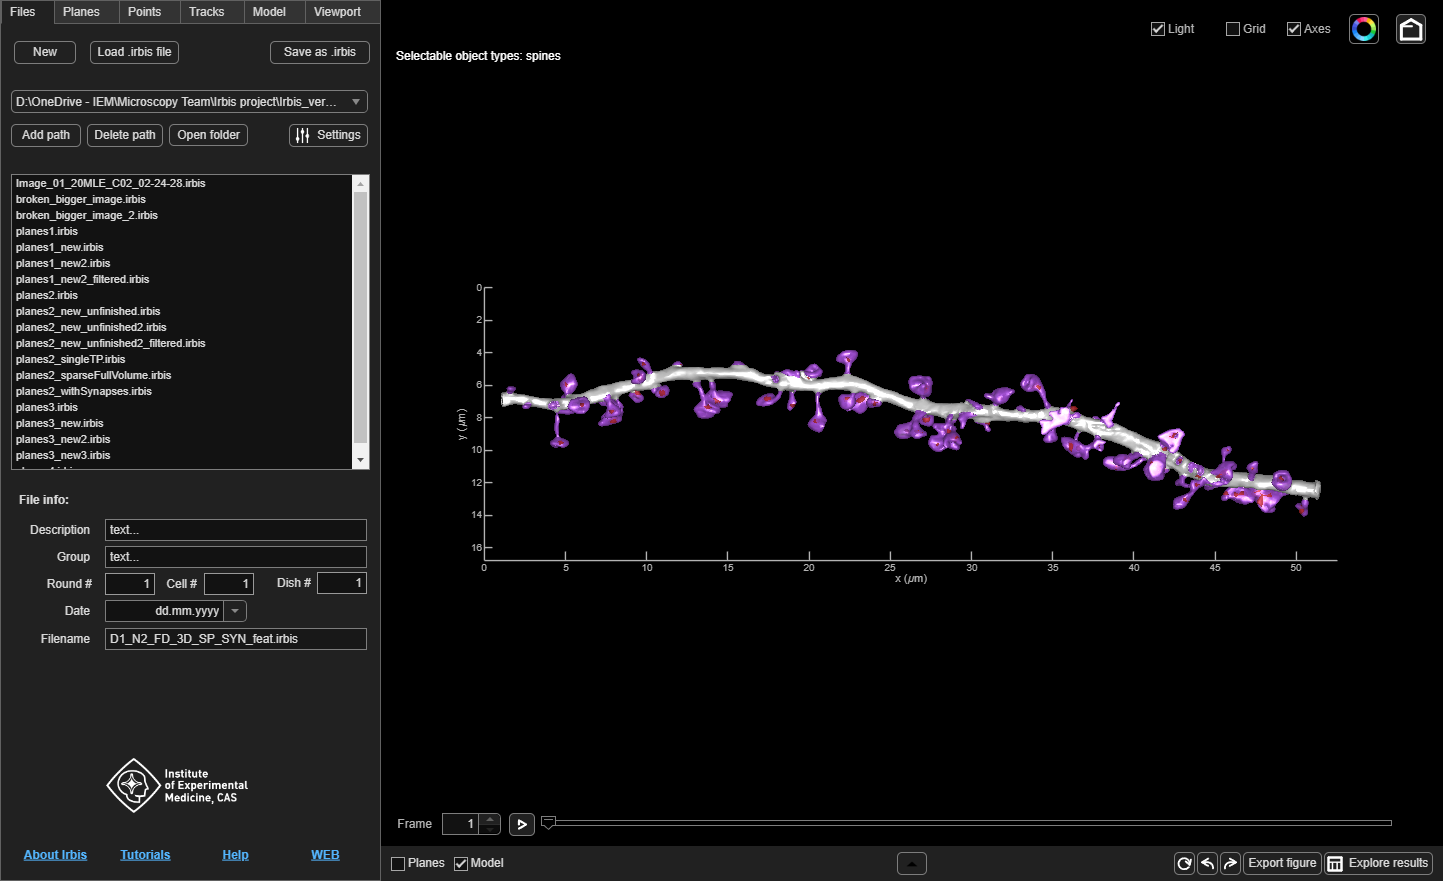 Files Planes Points Tracks Model Viewport
New Load .irbis file Save as .irbis
Light Grid Axes
Selectable object types: spines
D:\OneDrive - IEM\Microscopy Team\Irbis project\Irbis_ver...
Add path Delete path Open folder Settings
Image_01_20MLE_C02_02-24-28.irbis
broken_bigger_image.irbis
broken_bigger_image_2.irbis
planes1.irbis
planes1_new.irbis
planes1_new2.irbis
planes1_new2_filtered.irbis
planes2.irbis
planes2_new_unfinished.irbis
planes2_new_unfinished2.irbis
planes2_new_unfinished2_filtered.irbis
planes2_singleTP.irbis
planes2_sparseFullVolume.irbis
planes2_withSynapses.irbis
planes3.irbis
planes3_new.irbis
planes3_new2.irbis
planes3_new3.irbis
File info:
Description text...
Group text...
Round # 1 Cell # 1 Dish # 1
Date dd.mm.yyyy
Filename D1_N2_FD_3D_SP_SYN_feat.irbis
Institute
of Experimental
Medicine, CAS
About Irbis Tutorials Help WEB
0
2
4
6
8
10
12
14
16
y (μm)
0 5 10 15 20 25 30 35 40 45 50
x (μm)
Frame 1
Planes Model Export figure Explore results